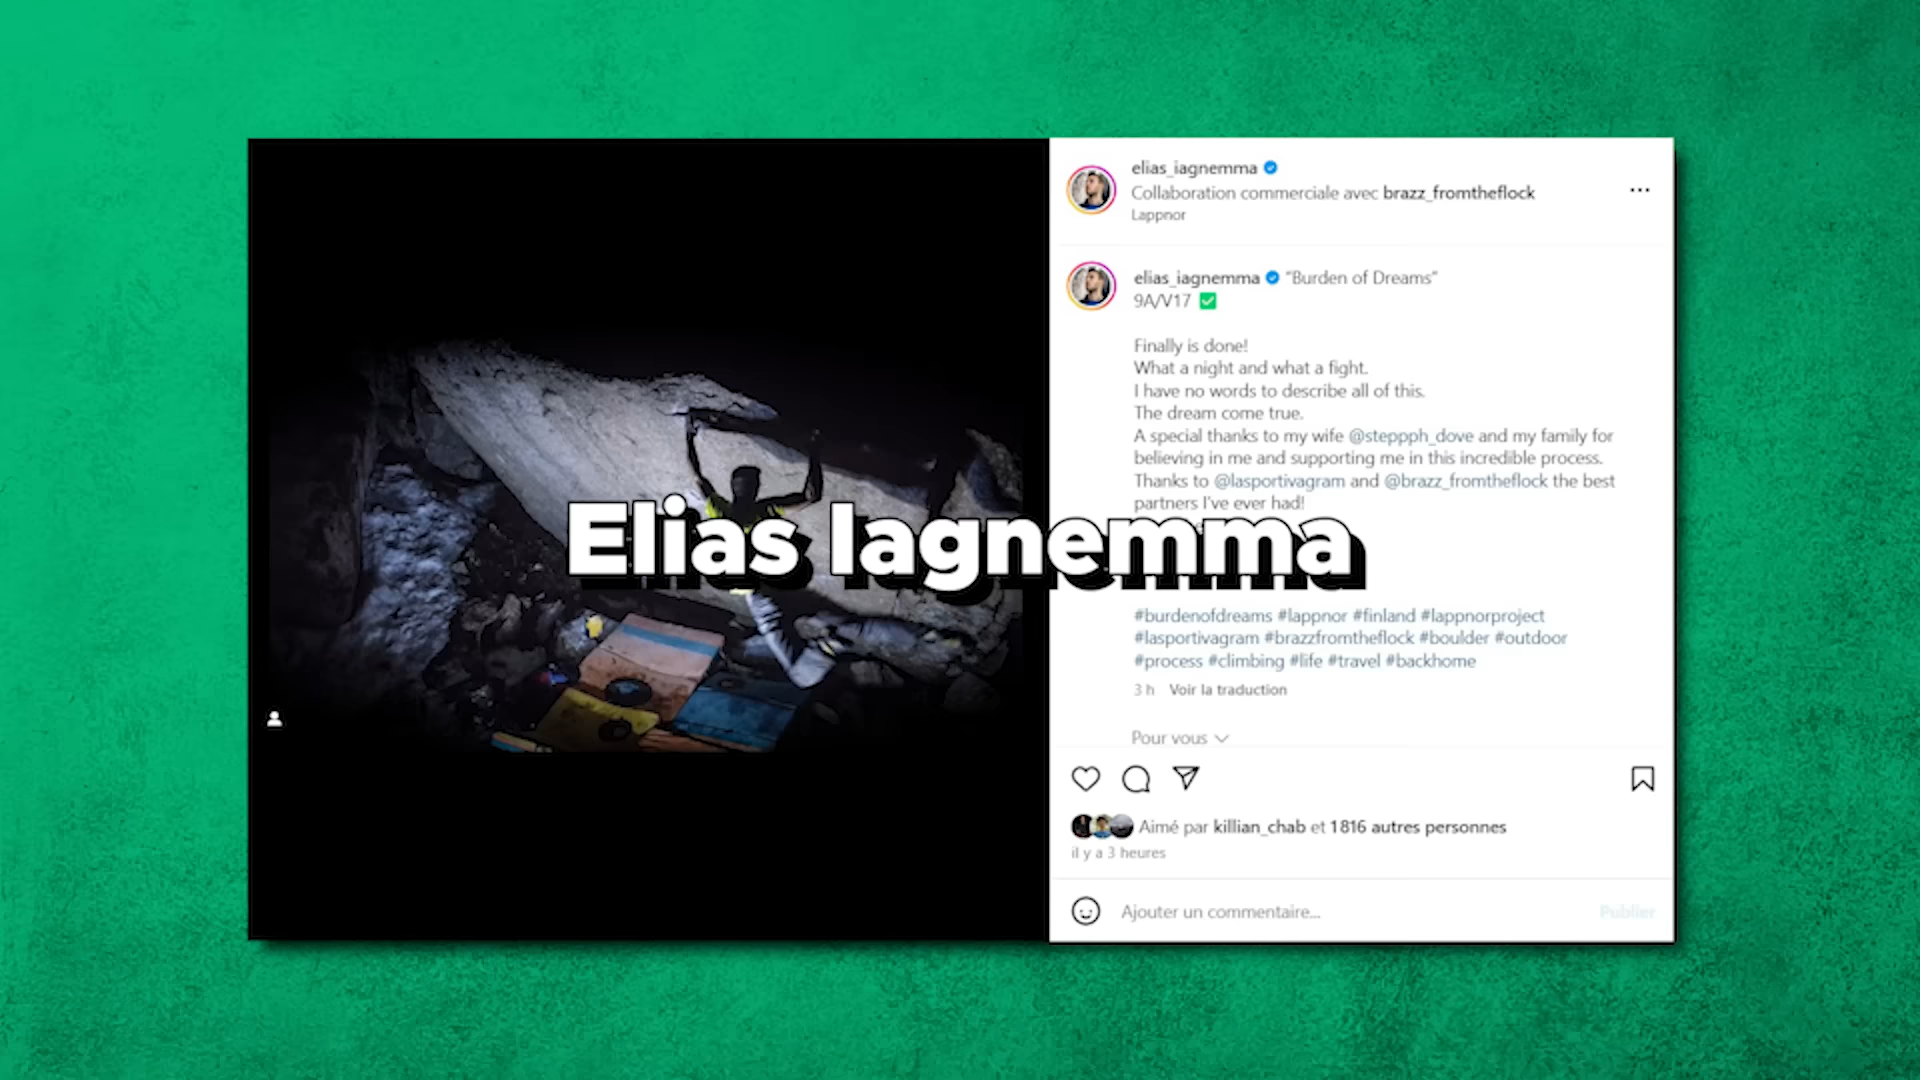 elias_iagnemma
Collaboration commerciale avec brazz_fromtheflock
Lappnor
elias_iagnemma "Burden of Dreams"
9A/V17 ✅
Finally is done!
What a night and what a fight.
I have no words to describe all of this.
The dream come true.
A special thanks to my wife @steppph_dove and my family for
believing in me and supporting me in this incredible process.
Thanks to @lasportivagram and @brazz_fromtheflock the best
partners I've ever had!
Elias Iagnemma
#burdenofdreams #lappnor #finland #lappnorproject
#lasportivagram #brazzfromtheflock #boulder #outdoor
#process #climbing #life #travel #backhome
3 h Voir la traduction
Pour vous
Aimé par killian_chab et 1 816 autres personnes
il y a 3 heures
Ajouter un commentaire...
Publier